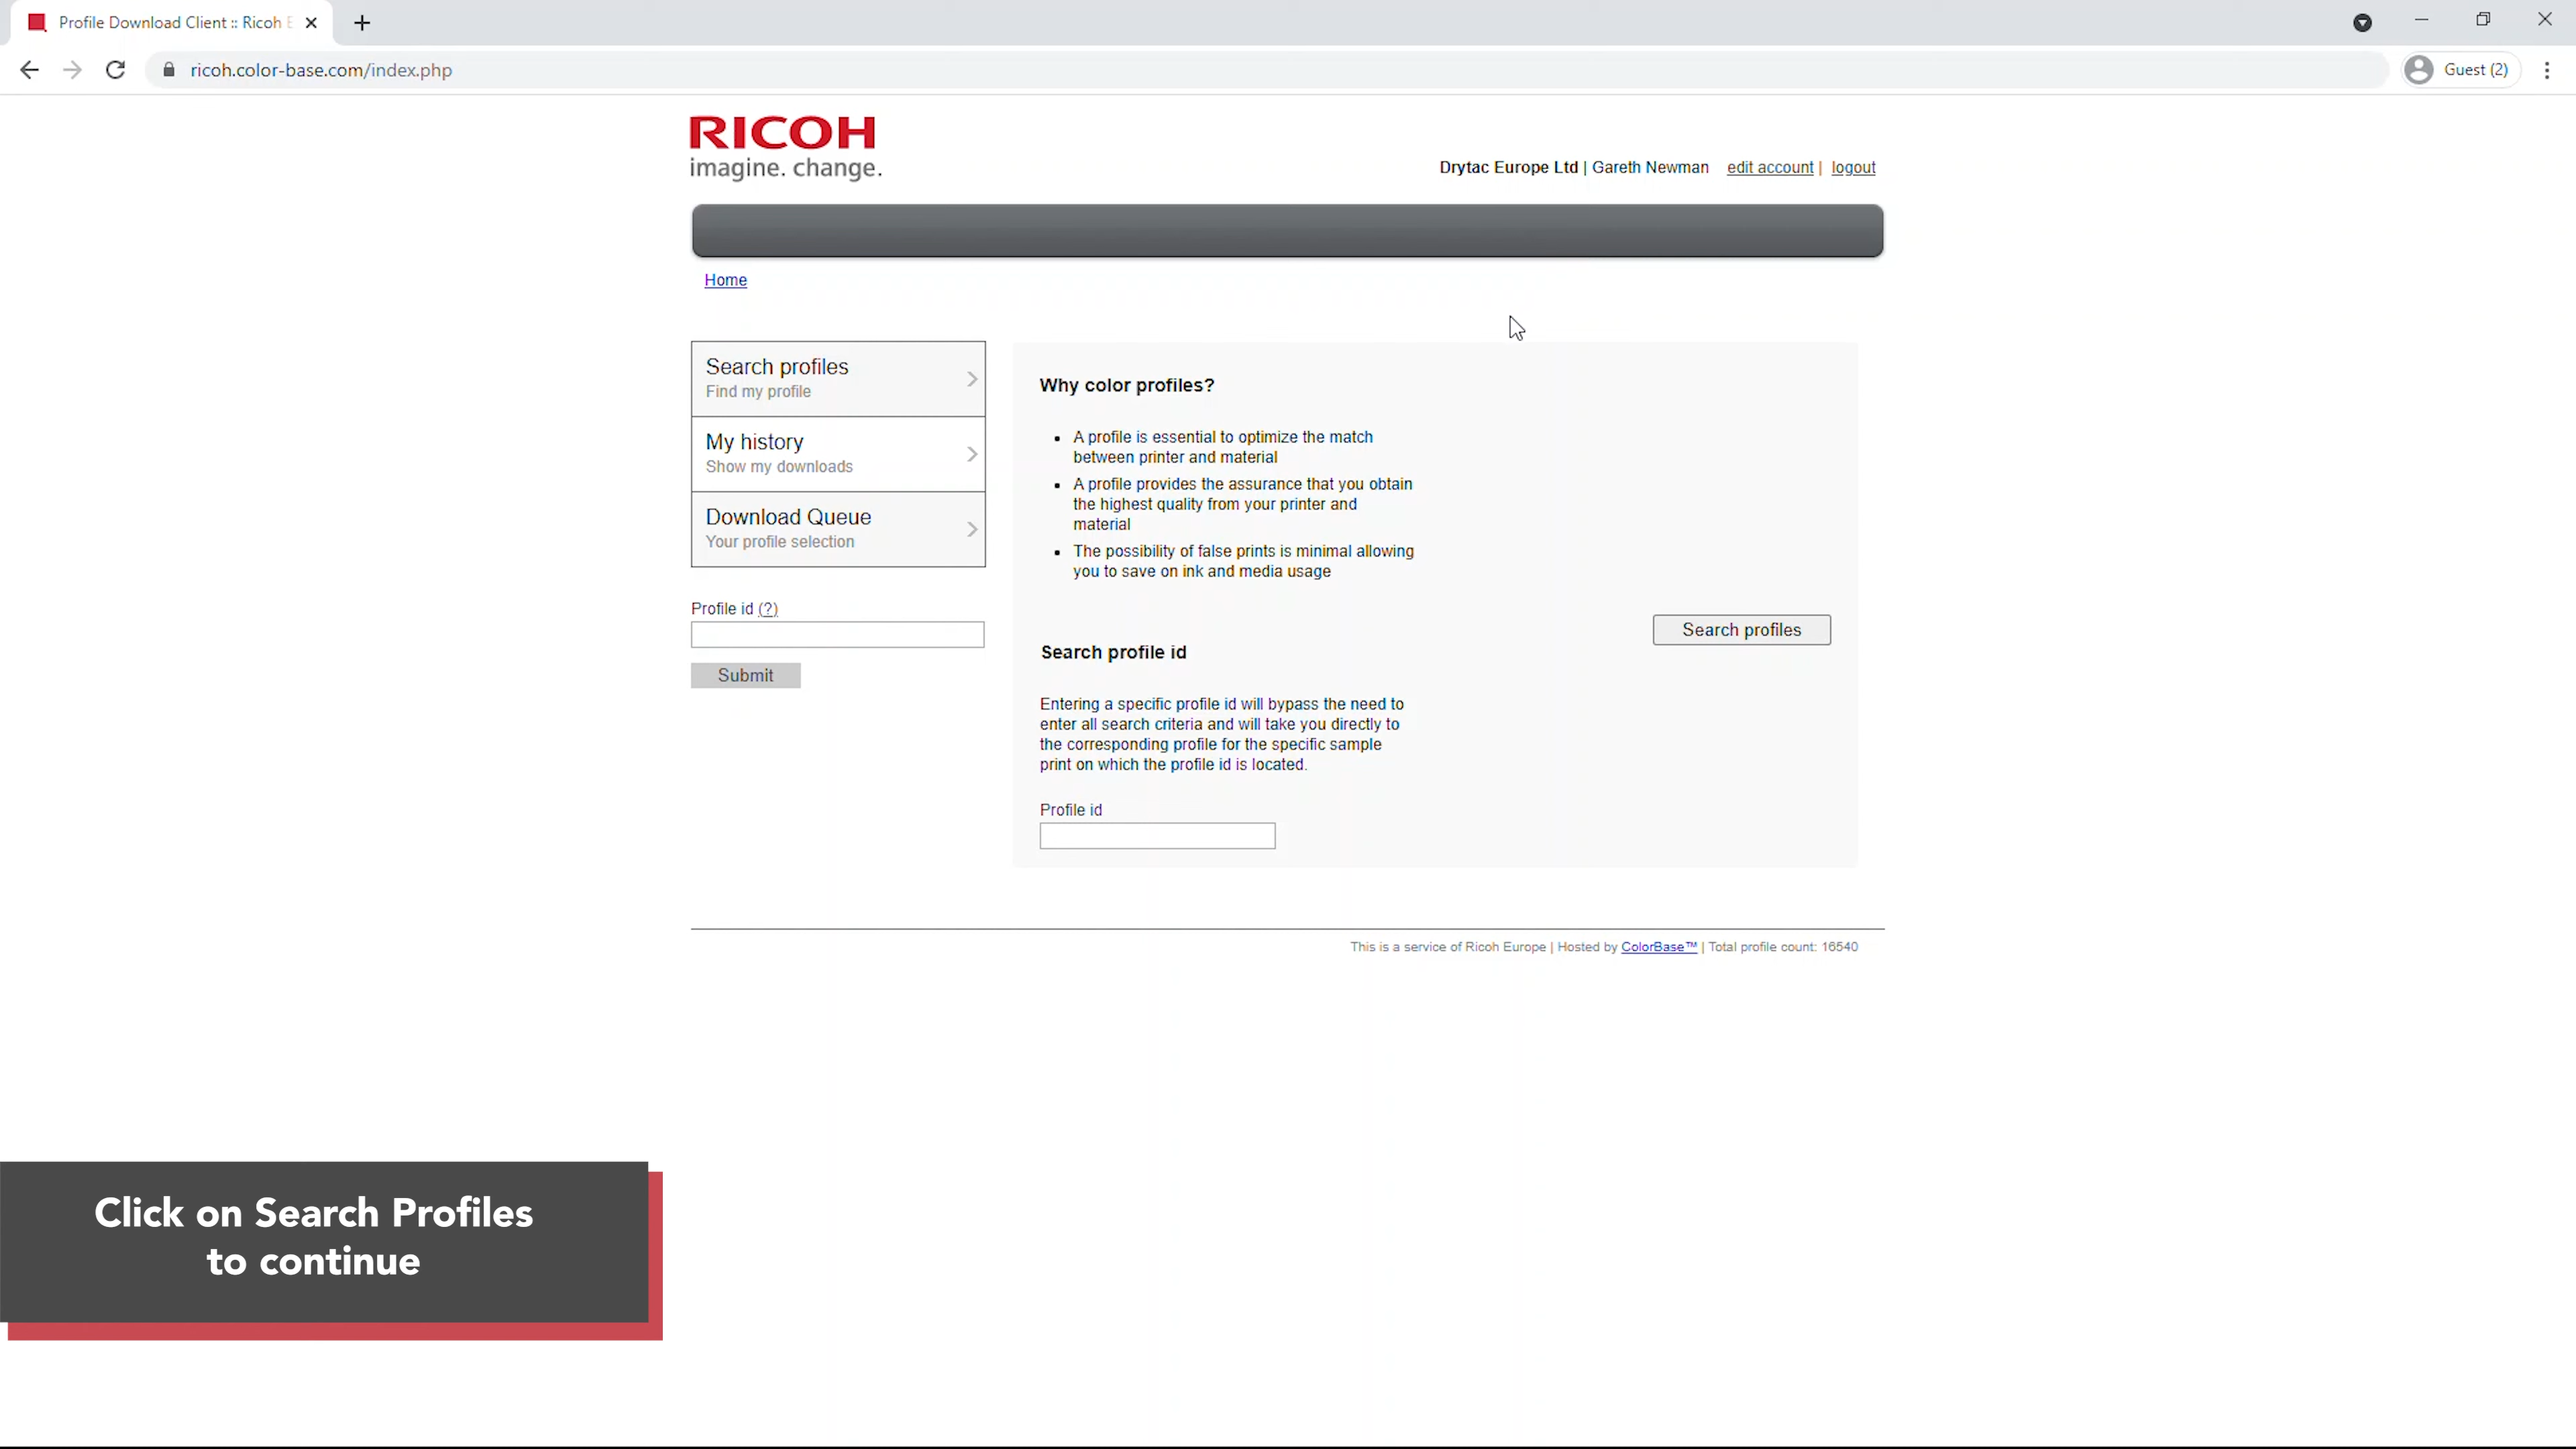 Profile Download Client :: Ricoh E
ricoh.color-base.com/index.php
Guest (2)
RICOH
imagine. change.
Drytac Europe Ltd | Gareth Newman edit account | logout
Home
Search profiles
Find my profile
My history
Show my downloads
Download Queue
Your profile selection
Profile id (?)
Submit
Why color profiles?
• A profile is essential to optimize the match
between printer and material
• A profile provides the assurance that you obtain
the highest quality from your printer and
material
• The possibility of false prints is minimal allowing
you to save on ink and media usage
Search profiles
Search profile id
Entering a specific profile id will bypass the need to
enter all search criteria and will take you directly to
the corresponding profile for the specific sample
print on which the profile id is located.
Profile id
This is a service of Ricoh Europe | Hosted by ColorBase™ | Total profile count: 16540
Click on Search Profiles
to continue